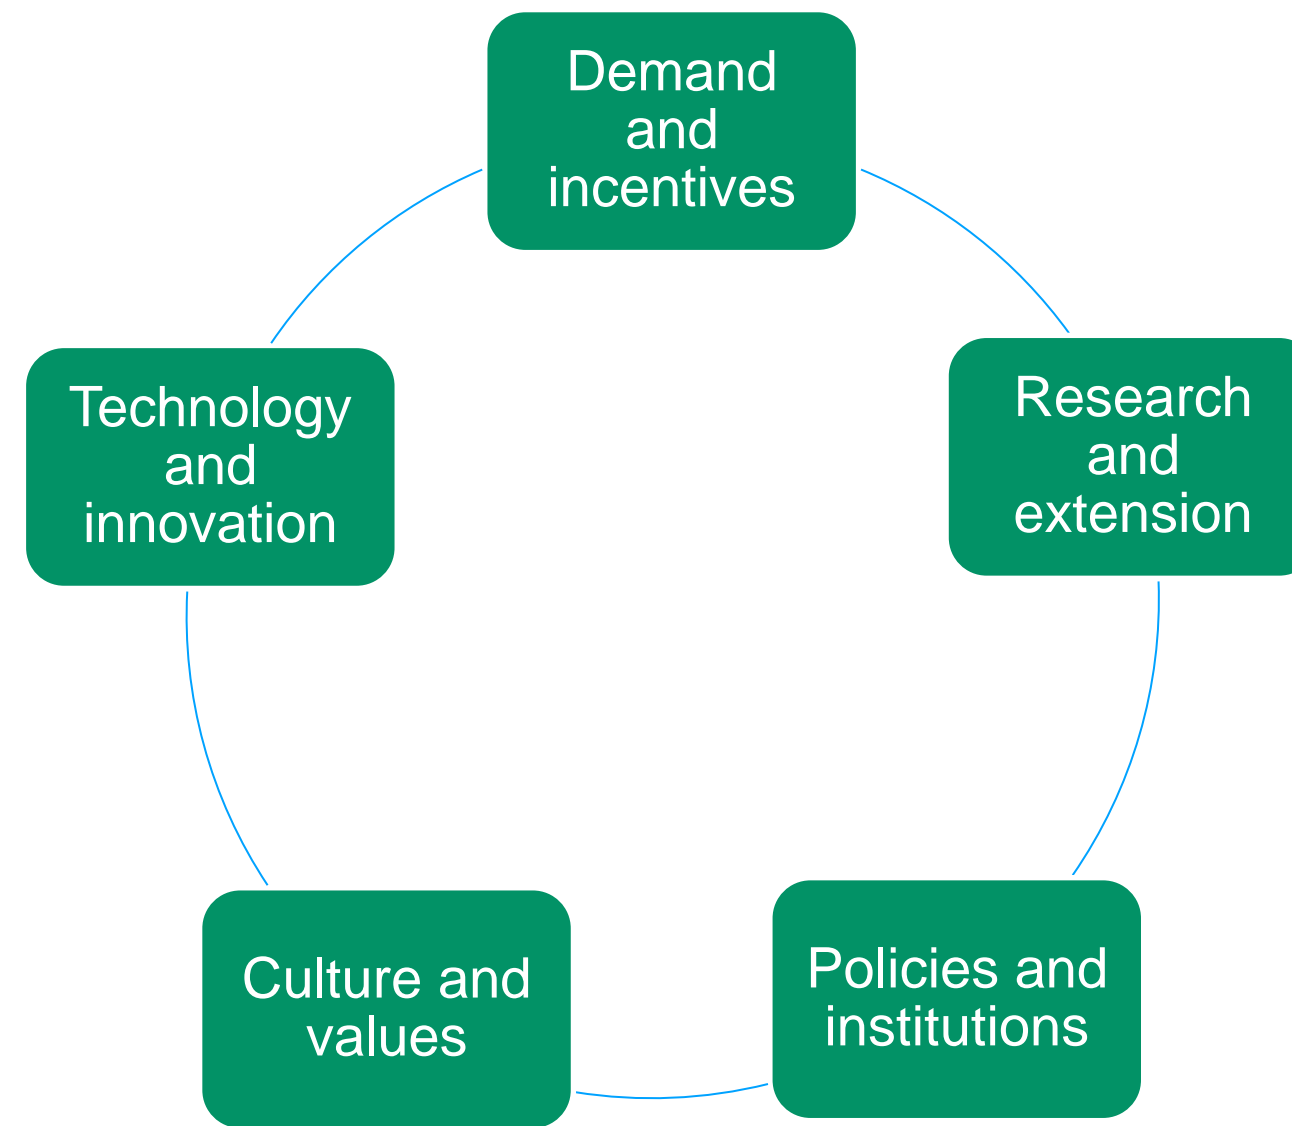 Demand
and
incentives
Technology
and
innovation
Research
and
extension
Culture and
values
Policies and
institutions